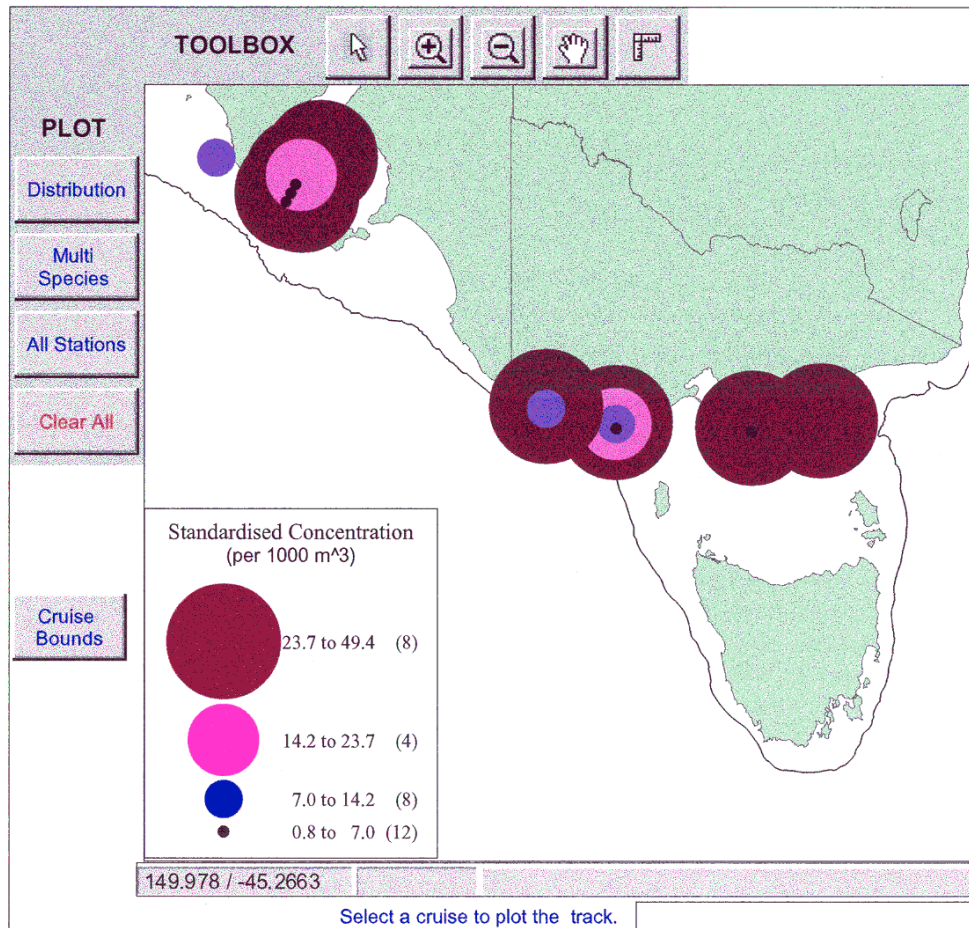 TOOLBOX
PLOT
Distribution
Multi
Species
All Stations
Clear All
Cruise
Bounds
Standardised Concentration
(per 1000 m^3)
23.7 to 49.4 (8)
14.2 to 23.7 (4)
7.0 to 14.2 (8)
0.8 to 7.0 (12)
149.978 / -45.2663
Select a cruise to plot the track.